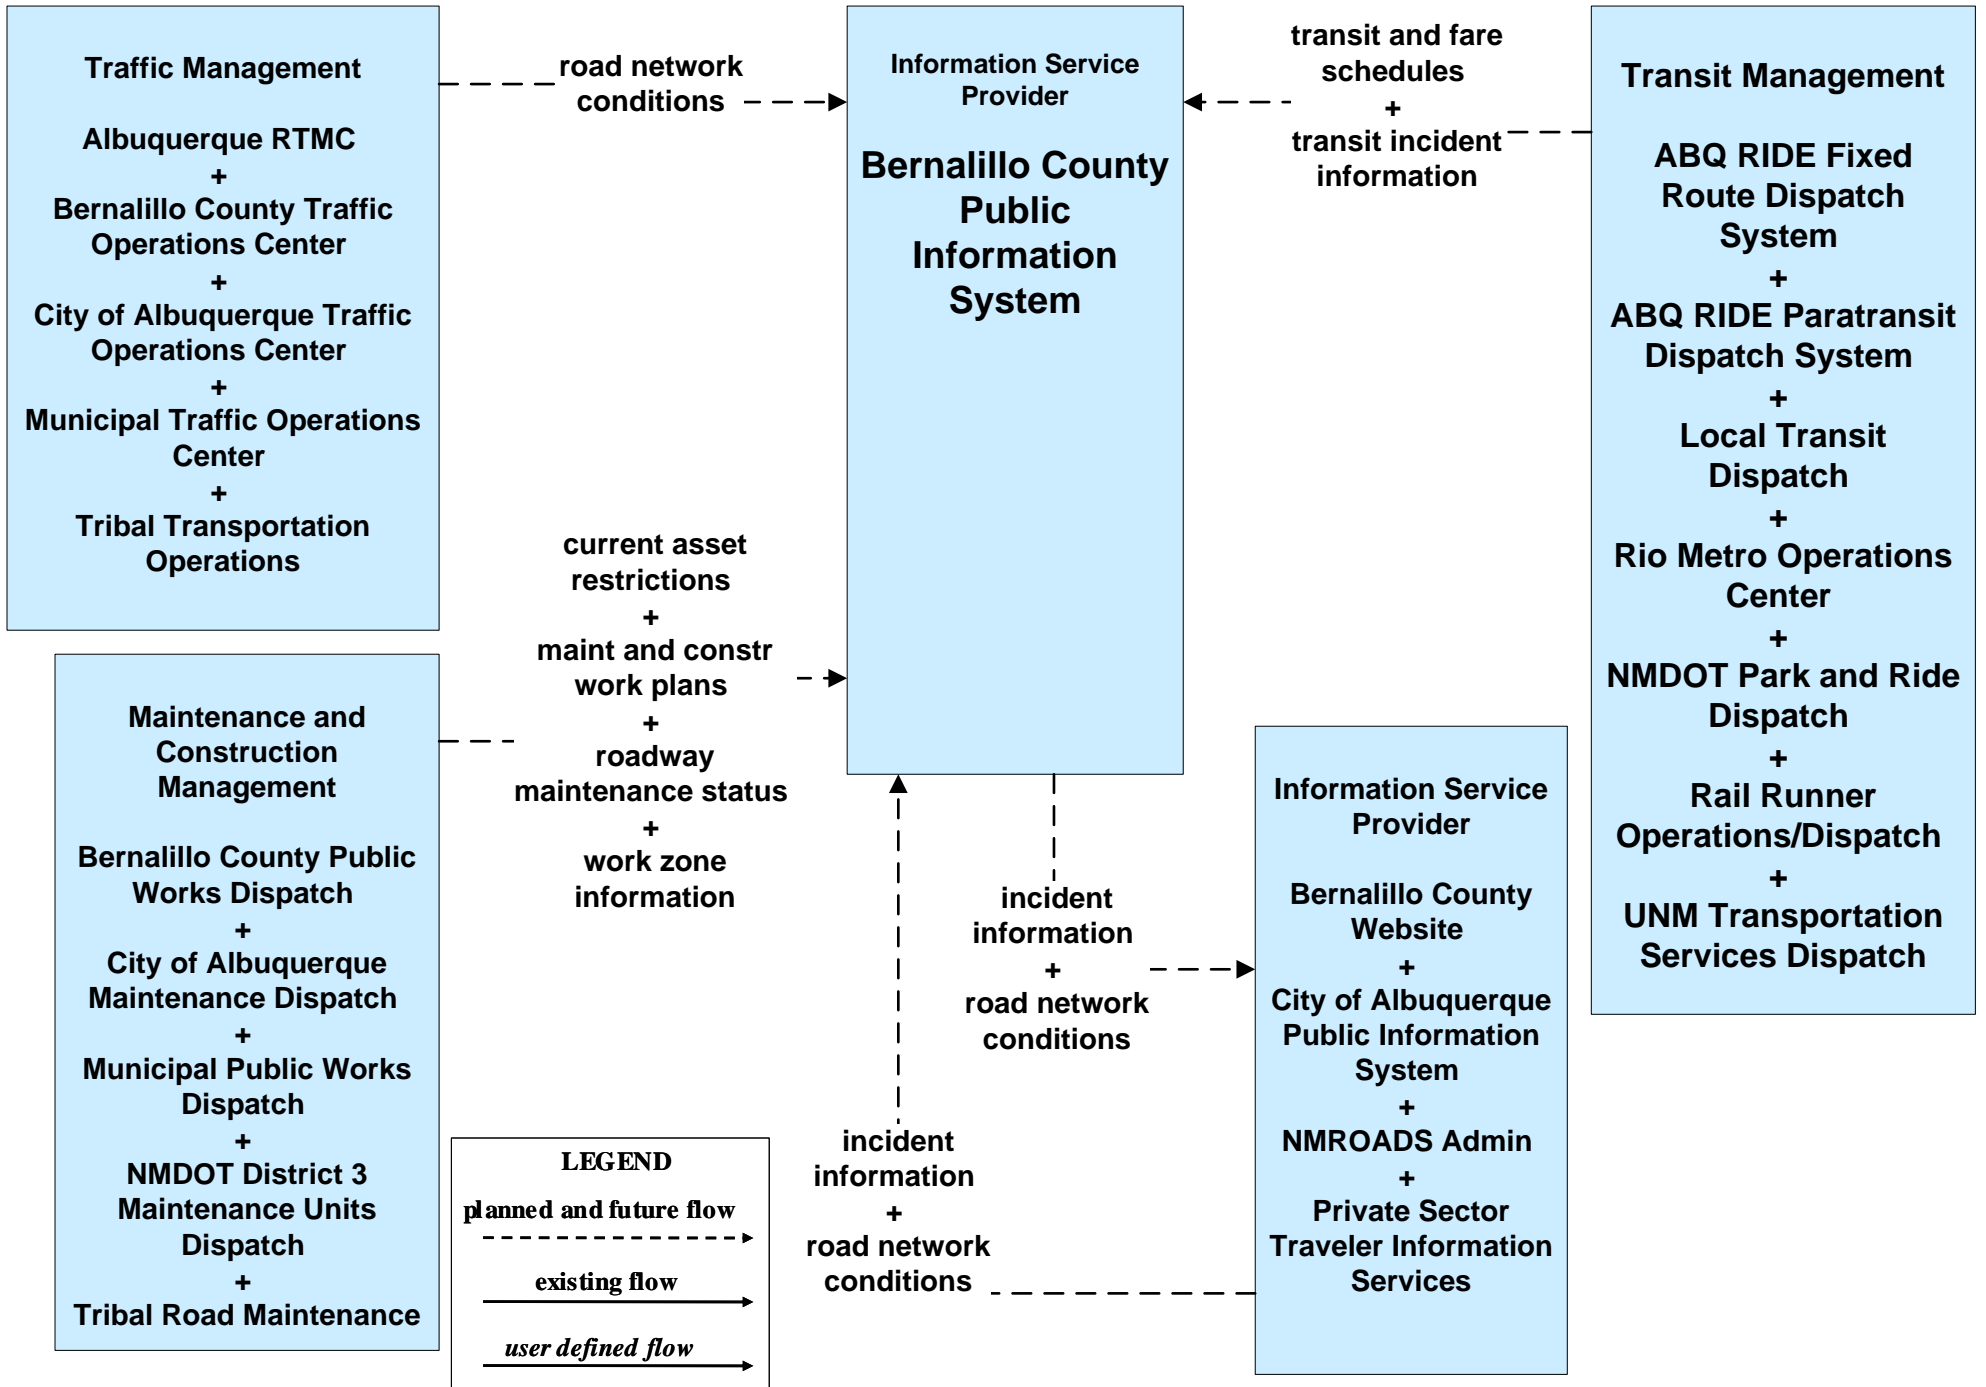 Traffic Management
Albuquerque RTMC
+
Bernalillo County Traffic
Operations Center
+
City of Albuquerque Traffic
Operations Center
+
Municipal Traffic Operations
Center
+
Tribal Transportation
Operations
road network
conditions
Information Service
Provider
Bernalillo County
Public
Information
System
transit and fare
schedules
+
transit incident
information
Transit Management
ABQ RIDE Fixed
Route Dispatch
System
+
ABQ RIDE Paratransit
Dispatch System
+
Local Transit
Dispatch
+
Rio Metro Operations
Center
+
NMDOT Park and Ride
Dispatch
+
Rail Runner
Operations/Dispatch
+
UNM Transportation
Services Dispatch
Maintenance and
Construction
Management
Bernalillo County Public
Works Dispatch
+
City of Albuquerque
Maintenance Dispatch
+
Municipal Public Works
Dispatch
+
NMDOT District 3
Maintenance Units
Dispatch
+
Tribal Road Maintenance
current asset
restrictions
+
maint and constr
work plans
+
roadway
maintenance status
+
work zone
information
incident
information
+
road network
conditions
Information Service
Provider
Bernalillo County
Website
+
City of Albuquerque
Public Information
System
+
NMROADS Admin
+
Private Sector
Traveler Information
Services
incident
information
+
road network
conditions
LEGEND
planned and future flow
existing flow
user defined flow